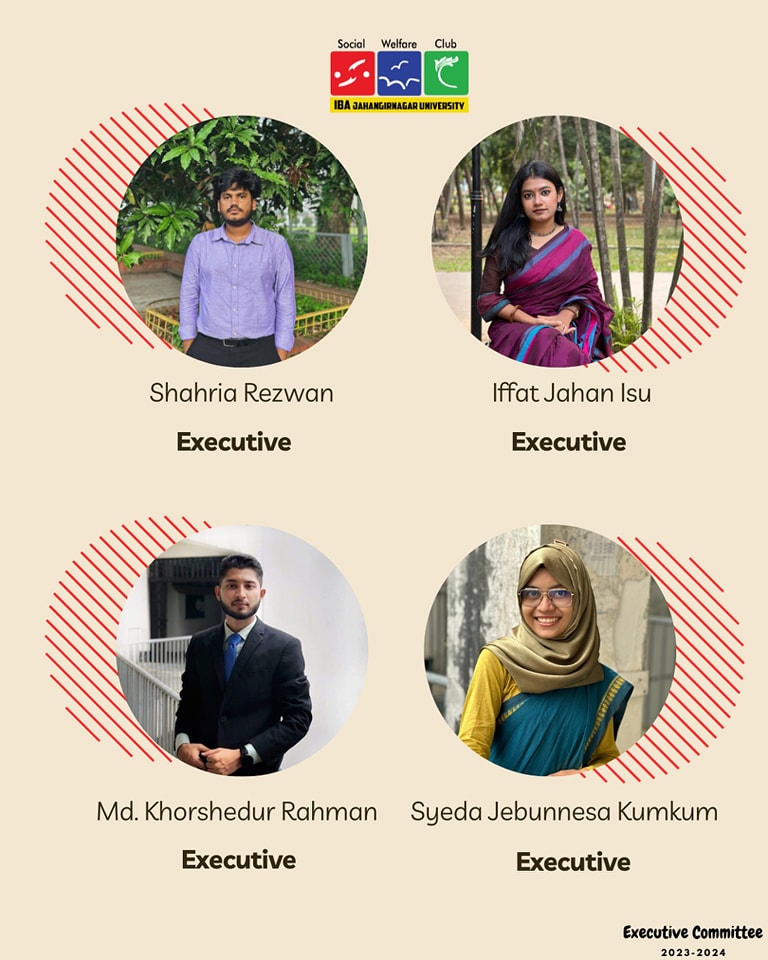 Social Welfare Club
IBA JAHANGIRNAGAR UNIVERSITY
Shahria Rezwan
Executive
Iffat Jahan Isu
Executive
Md. Khorshedur Rahman
Executive
Syeda Jebunnesa Kumkum
Executive
Executive Committee
2023-2024